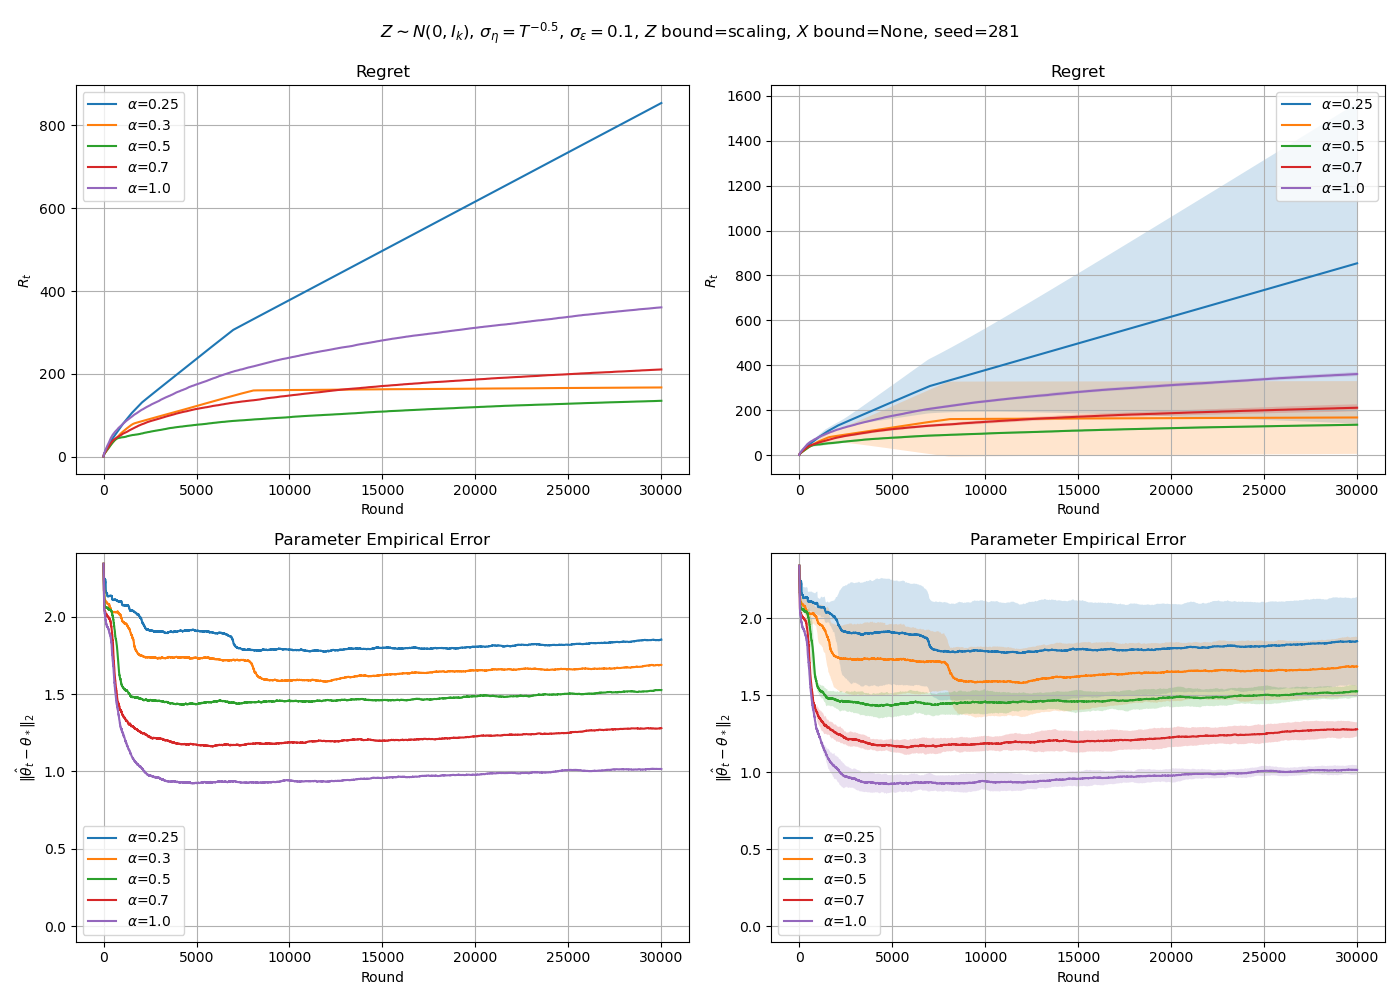 Z ∼ N(0, I_k), σ_η = T^{−0.5}, σ_ε = 0.1, Z bound=scaling, X bound=None, seed=281
Regret
R_t
800
600
400
200
0
α=0.25
α=0.3
α=0.5
α=0.7
α=1.0
0 5000 10000 15000 20000 25000 30000
Round
Regret
R_t
1600
1400
1200
1000
800
600
400
200
0
α=0.25
α=0.3
α=0.5
α=0.7
α=1.0
0 5000 10000 15000 20000 25000 30000
Round
Parameter Empirical Error
‖θ̂_t − θ_*‖_2
2.0
1.5
1.0
0.5
0.0
α=0.25
α=0.3
α=0.5
α=0.7
α=1.0
0 5000 10000 15000 20000 25000 30000
Round
Parameter Empirical Error
‖θ̂_t − θ_*‖_2
2.0
1.5
1.0
0.5
0.0
α=0.25
α=0.3
α=0.5
α=0.7
α=1.0
0 5000 10000 15000 20000 25000 30000
Round